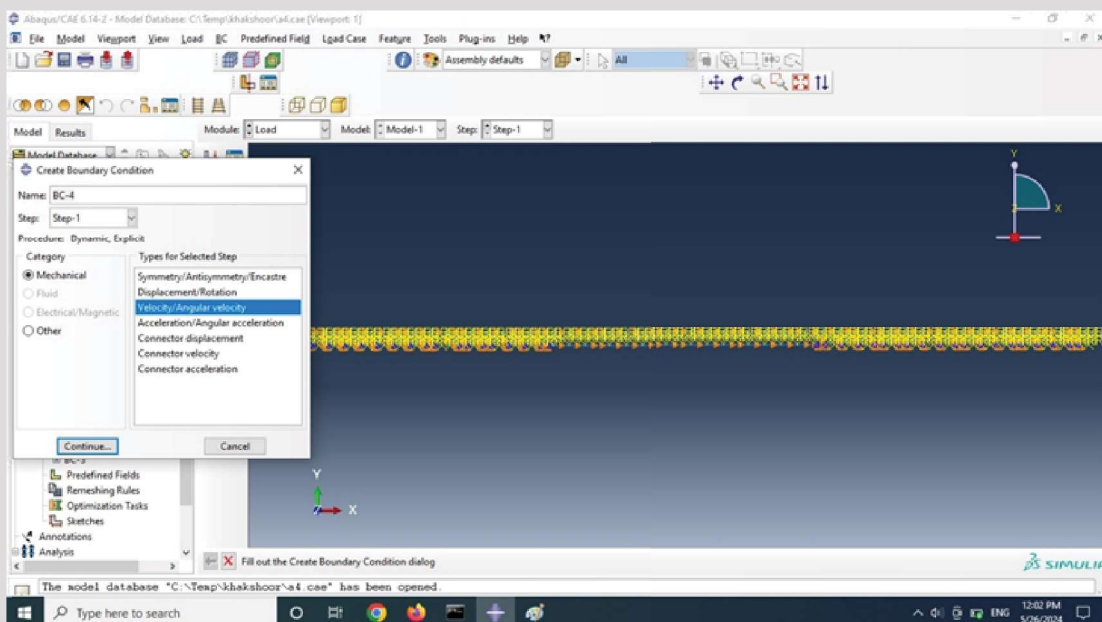 Abaqus/CAE 6.14-2 - Model Database: C:\Temp\khakshoor\a4.cae [Viewport: 1]
File Model Viewport View Load BC Predefined Field Load Case Feature Tools Plug-ins Help
Assembly defaults All
Model Results Module: Load Model: Model-1 Step: Step-1
Model Database
Create Boundary Condition
Name: BC-4
Step: Step-1
Procedure: Dynamic, Explicit
Category Types for Selected Step
Mechanical
Fluid
Electrical/Magnetic
Other
Symmetry/Antisymmetry/Encastre
Displacement/Rotation
Velocity/Angular velocity
Acceleration/Angular acceleration
Connector displacement
Connector velocity
Connector acceleration
Continue... Cancel
BC-3
Predefined Fields
Remeshing Rules
Optimization Tasks
Sketches
Annotations
Analysis
Y
X
Z
Y
X
Fill out the Create Boundary Condition dialog
SIMULIA
The model database "C:\Temp\khakshoor\a4.cae" has been opened.
Type here to search
ENG
12:02 PM
5/26/2024